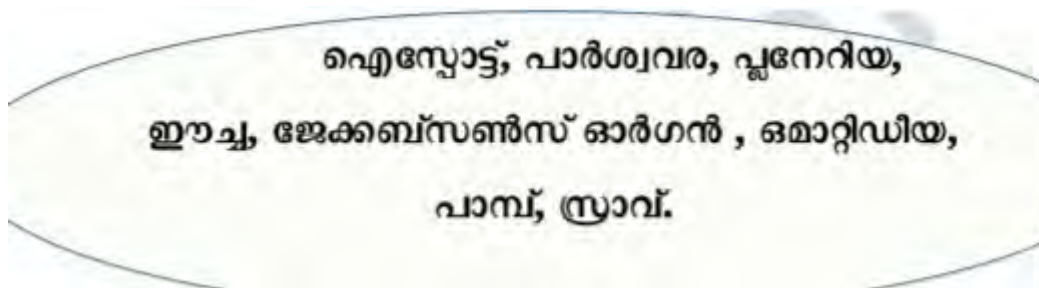 ഐസ്പോട്ട്, പാർശ്വവര, പ്ലനേറിയ,
ഈച്ച, ജേക്കബ്സൺസ് ഓർഗൻ , ഒമാറ്റിഡിയ,
പാമ്പ്, സ്രാവ്.